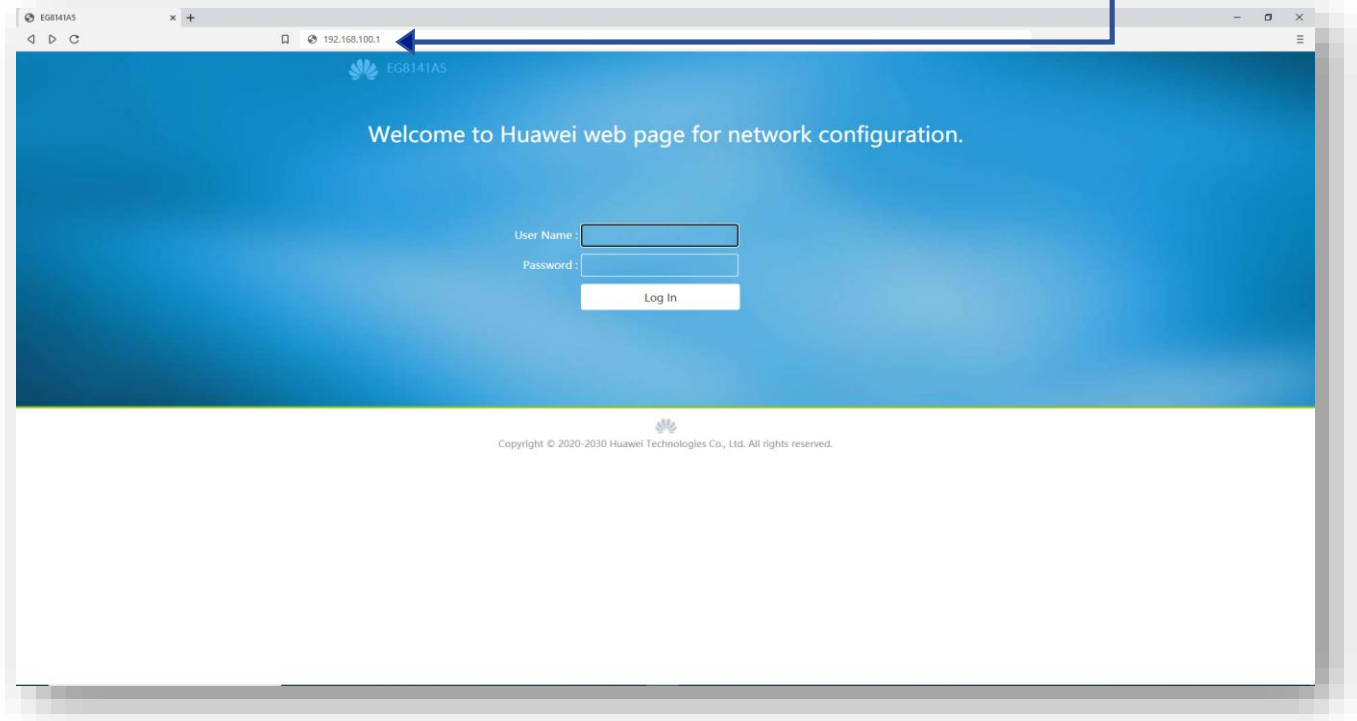 EG8141A5
192.168.100.1
EG8141A5
Welcome to Huawei web page for network configuration.
User Name :
Password :
Log In
Copyright © 2020-2030 Huawei Technologies Co., Ltd. All rights reserved.